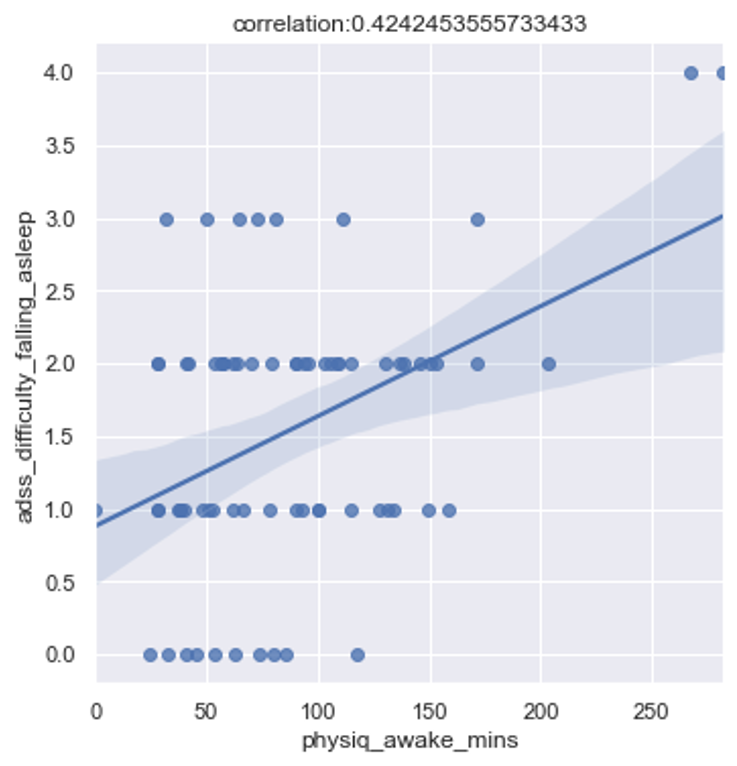 correlation:0.4242453555733433
4.0
3.5
3.0
2.5
2.0
1.5
1.0
0.5
0.0
adss_difficulty_falling_asleep
0 50 100 150 200 250
physiq_awake_mins